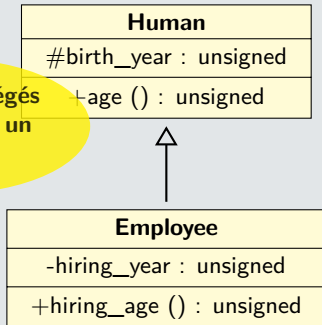 Human
#birth_year : unsigned
égés
+age () : unsigned
un
Employee
-hiring_year : unsigned
+hiring_age () : unsigned